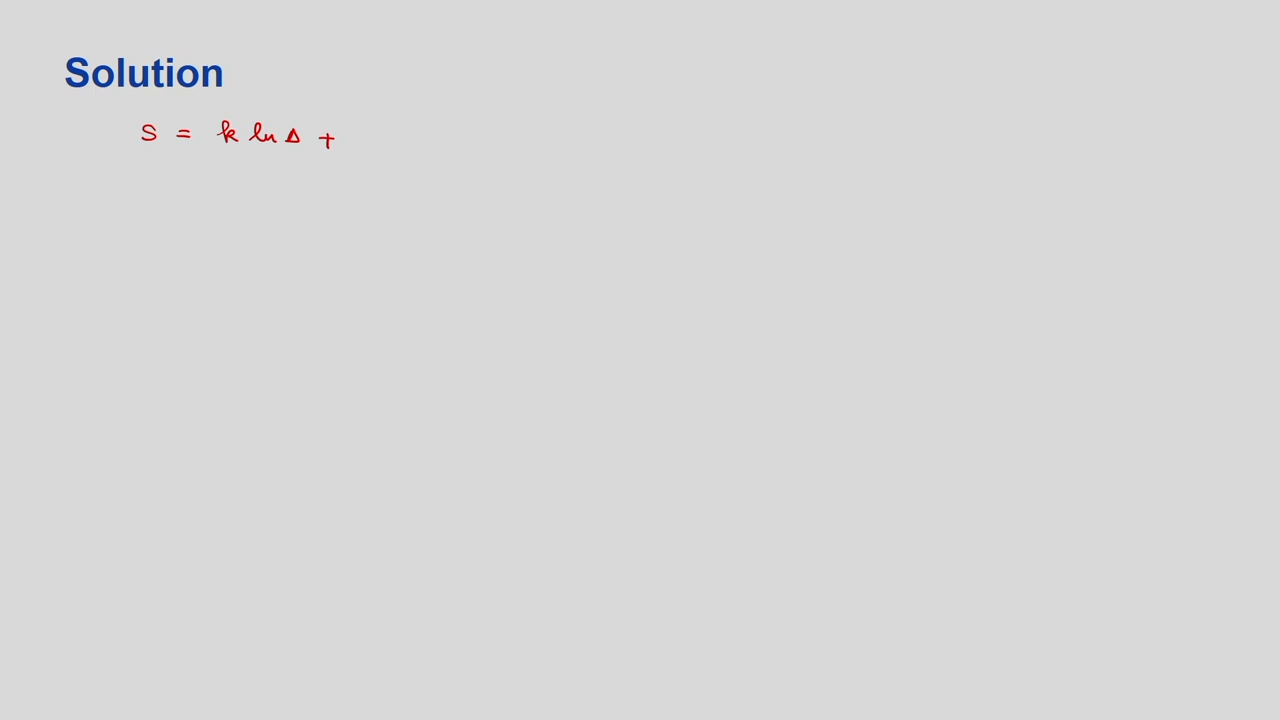 Solution
S = k ln Δ +